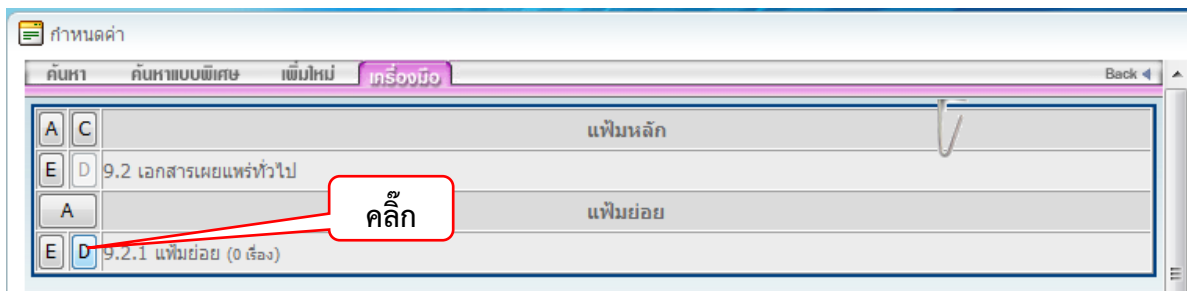 กำหนดค่า
ค้นหา ค้นหาแบบพิเศษ เพิ่มใหม่ เครื่องมือ Back
A C แฟ้มหลัก
E D 9.2 เอกสารเผยแพร่ทั่วไป
A แฟ้มย่อย
คลิ๊ก
E D 9.2.1 แฟ้มย่อย (0 เรื่อง)